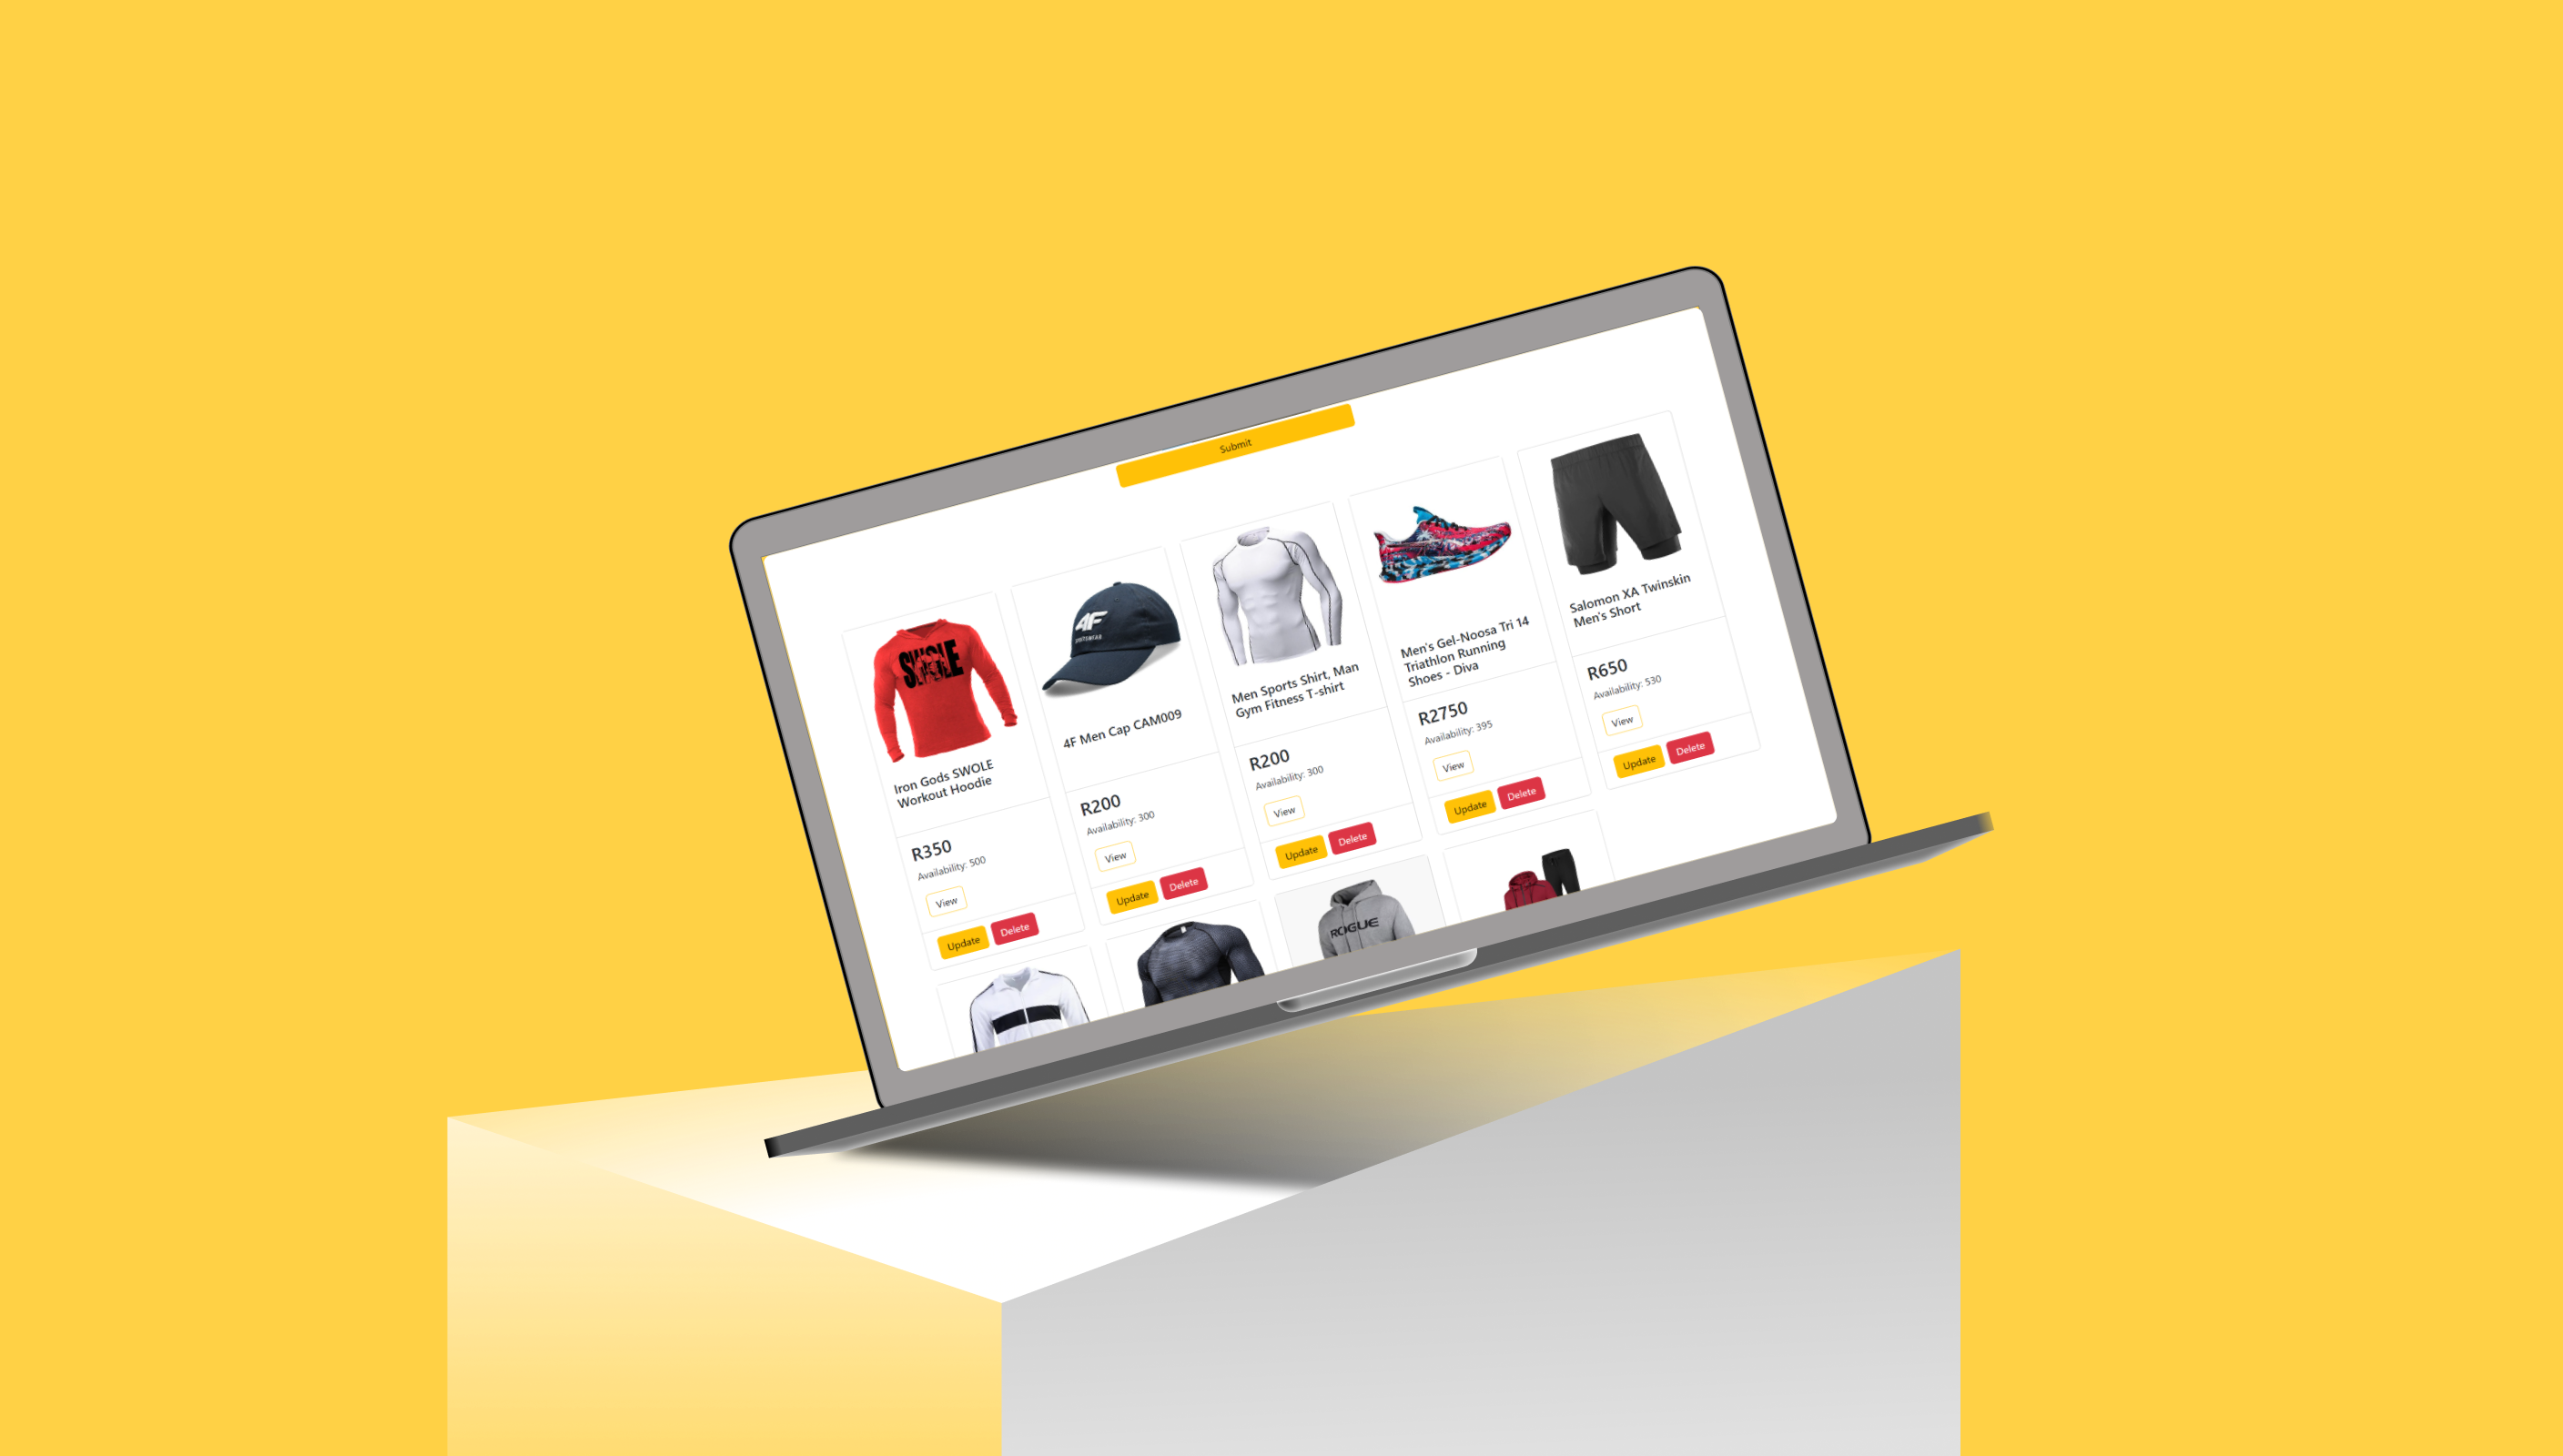 Submit
SWOLE
Iron Gods SWOLE
Workout Hoodie
R350
Availability: 500
View
Update
Delete
4F
SPORTSWEAR
4F Men Cap CAM009
R200
Availability: 300
View
Update
Delete
Men Sports Shirt, Man
Gym Fitness T-shirt
R200
Availability: 300
View
Update
Delete
Men's Gel-Noosa Tri 14
Triathlon Running
Shoes - Diva
R2750
Availability: 395
View
Update
Delete
Salomon XA Twinskin
Men's Short
R650
Availability: 530
View
Update
Delete
ROGUE